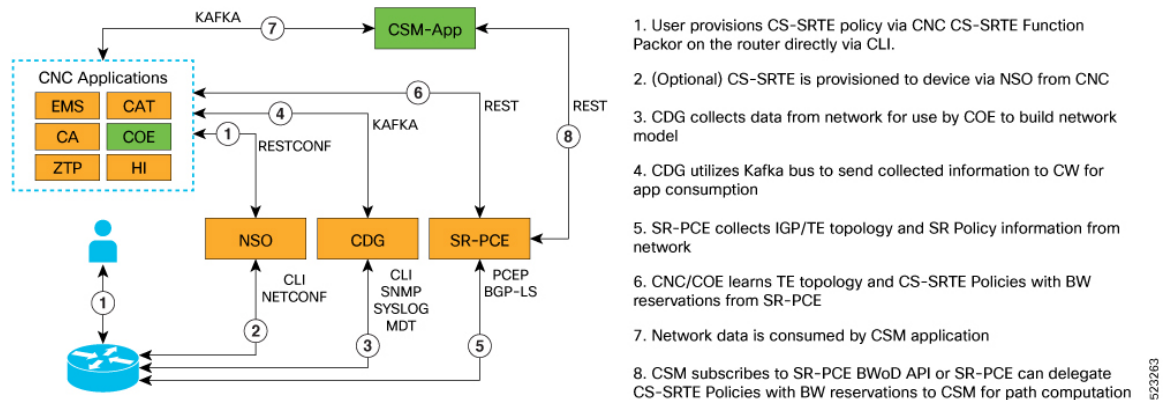 KAFKA
7
CSM-App
CNC Applications
EMS
CAT
CA
COE
ZTP
HI
6
REST
REST
4
KAFKA
8
1
RESTCONF
NSO
CDG
SR-PCE
CLI
NETCONF
CLI
SNMP
SYSLOG
MDT
PCEP
BGP-LS
1
2
3
5
1. User provisions CS-SRTE policy via CNC CS-SRTE Function
Packor on the router directly via CLI.
2. (Optional) CS-SRTE is provisioned to device via NSO from CNC
3. CDG collects data from network for use by COE to build network
model
4. CDG utilizes Kafka bus to send collected information to CW for
app consumption
5. SR-PCE collects IGP/TE topology and SR Policy information from
network
6. CNC/COE learns TE topology and CS-SRTE Policies with BW
reservations from SR-PCE
7. Network data is consumed by CSM application
8. CSM subscribes to SR-PCE BWoD API or SR-PCE can delegate
CS-SRTE Policies with BW reservations to CSM for path computation
523263